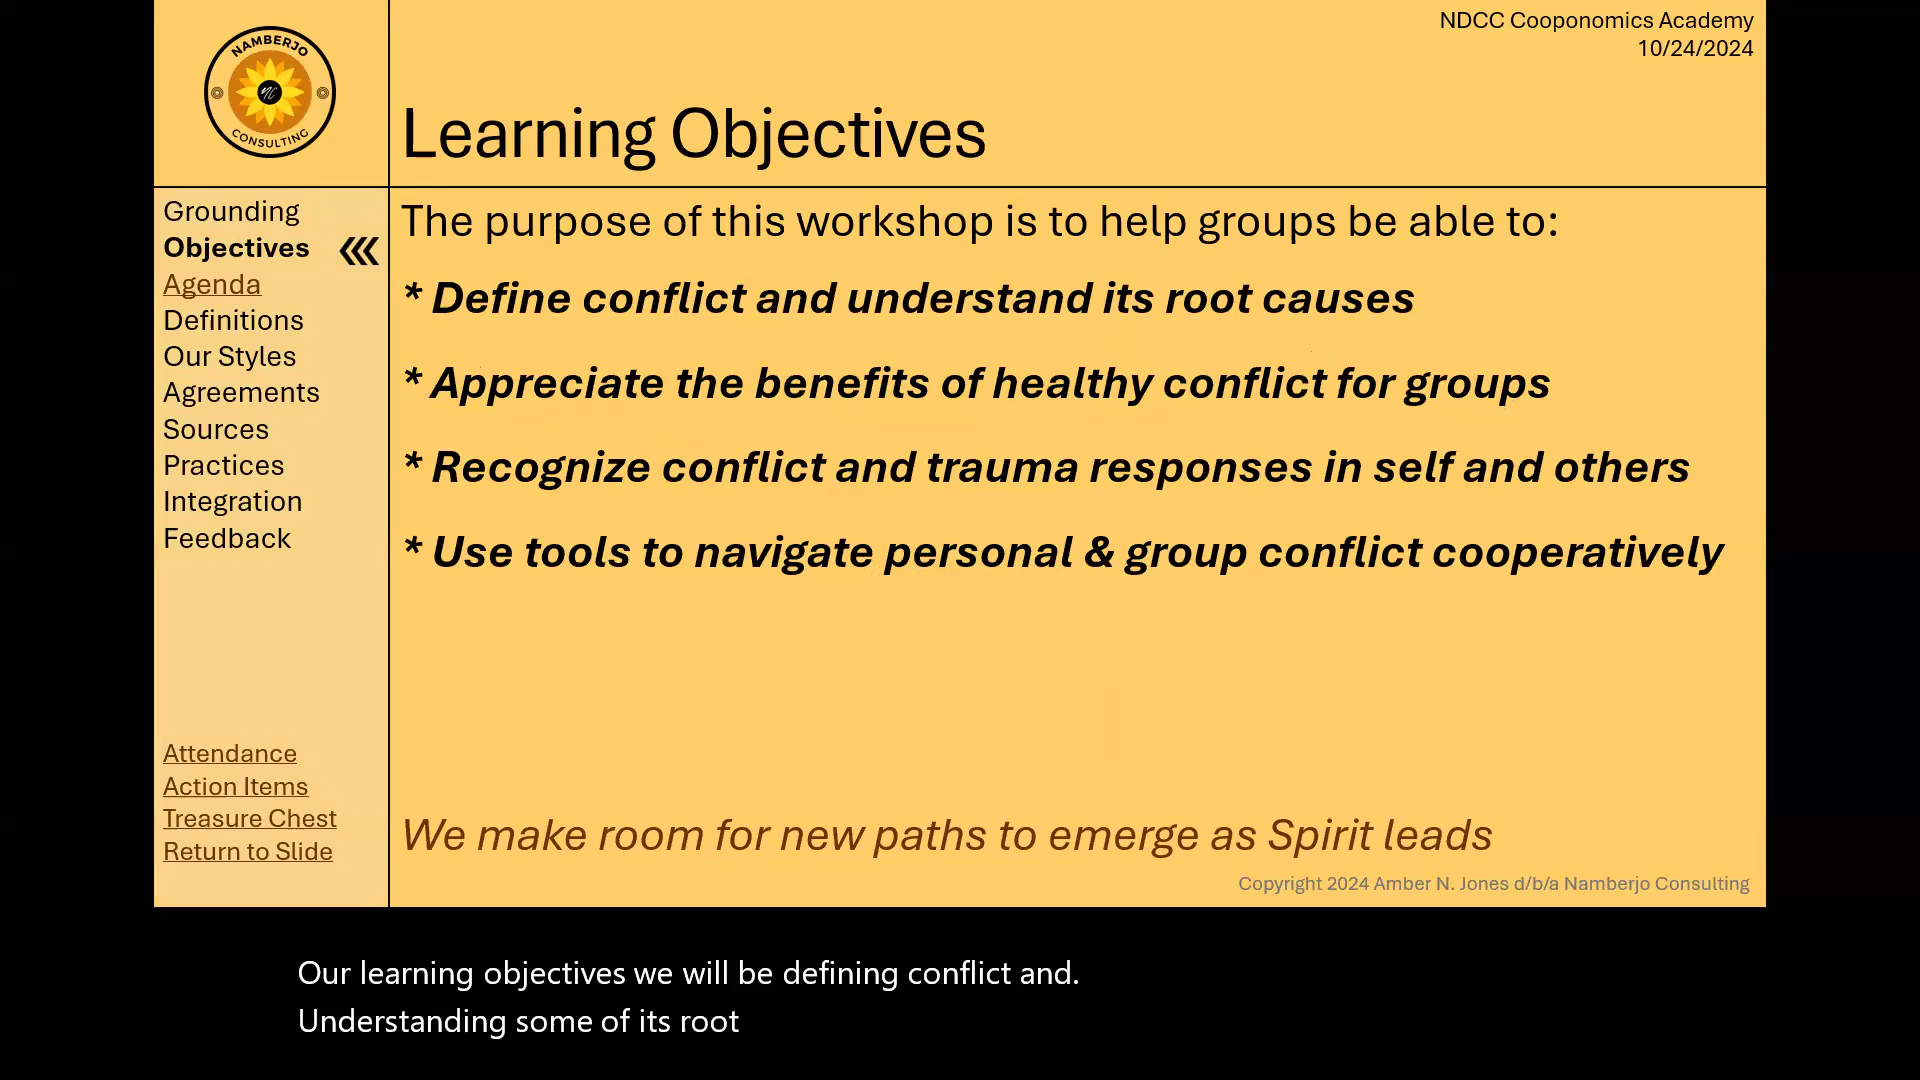 NAMBERJO
NC
CONSULTING
NDCC Cooponomics Academy
10/24/2024
Learning Objectives
Grounding
Objectives
Agenda
Definitions
Our Styles
Agreements
Sources
Practices
Integration
Feedback
Attendance
Action Items
Treasure Chest
Return to Slide
The purpose of this workshop is to help groups be able to:
* Define conflict and understand its root causes
* Appreciate the benefits of healthy conflict for groups
* Recognize conflict and trauma responses in self and others
* Use tools to navigate personal & group conflict cooperatively
We make room for new paths to emerge as Spirit leads
Copyright 2024 Amber N. Jones d/b/a Namberjo Consulting
Our learning objectives we will be defining conflict and.
Understanding some of its root